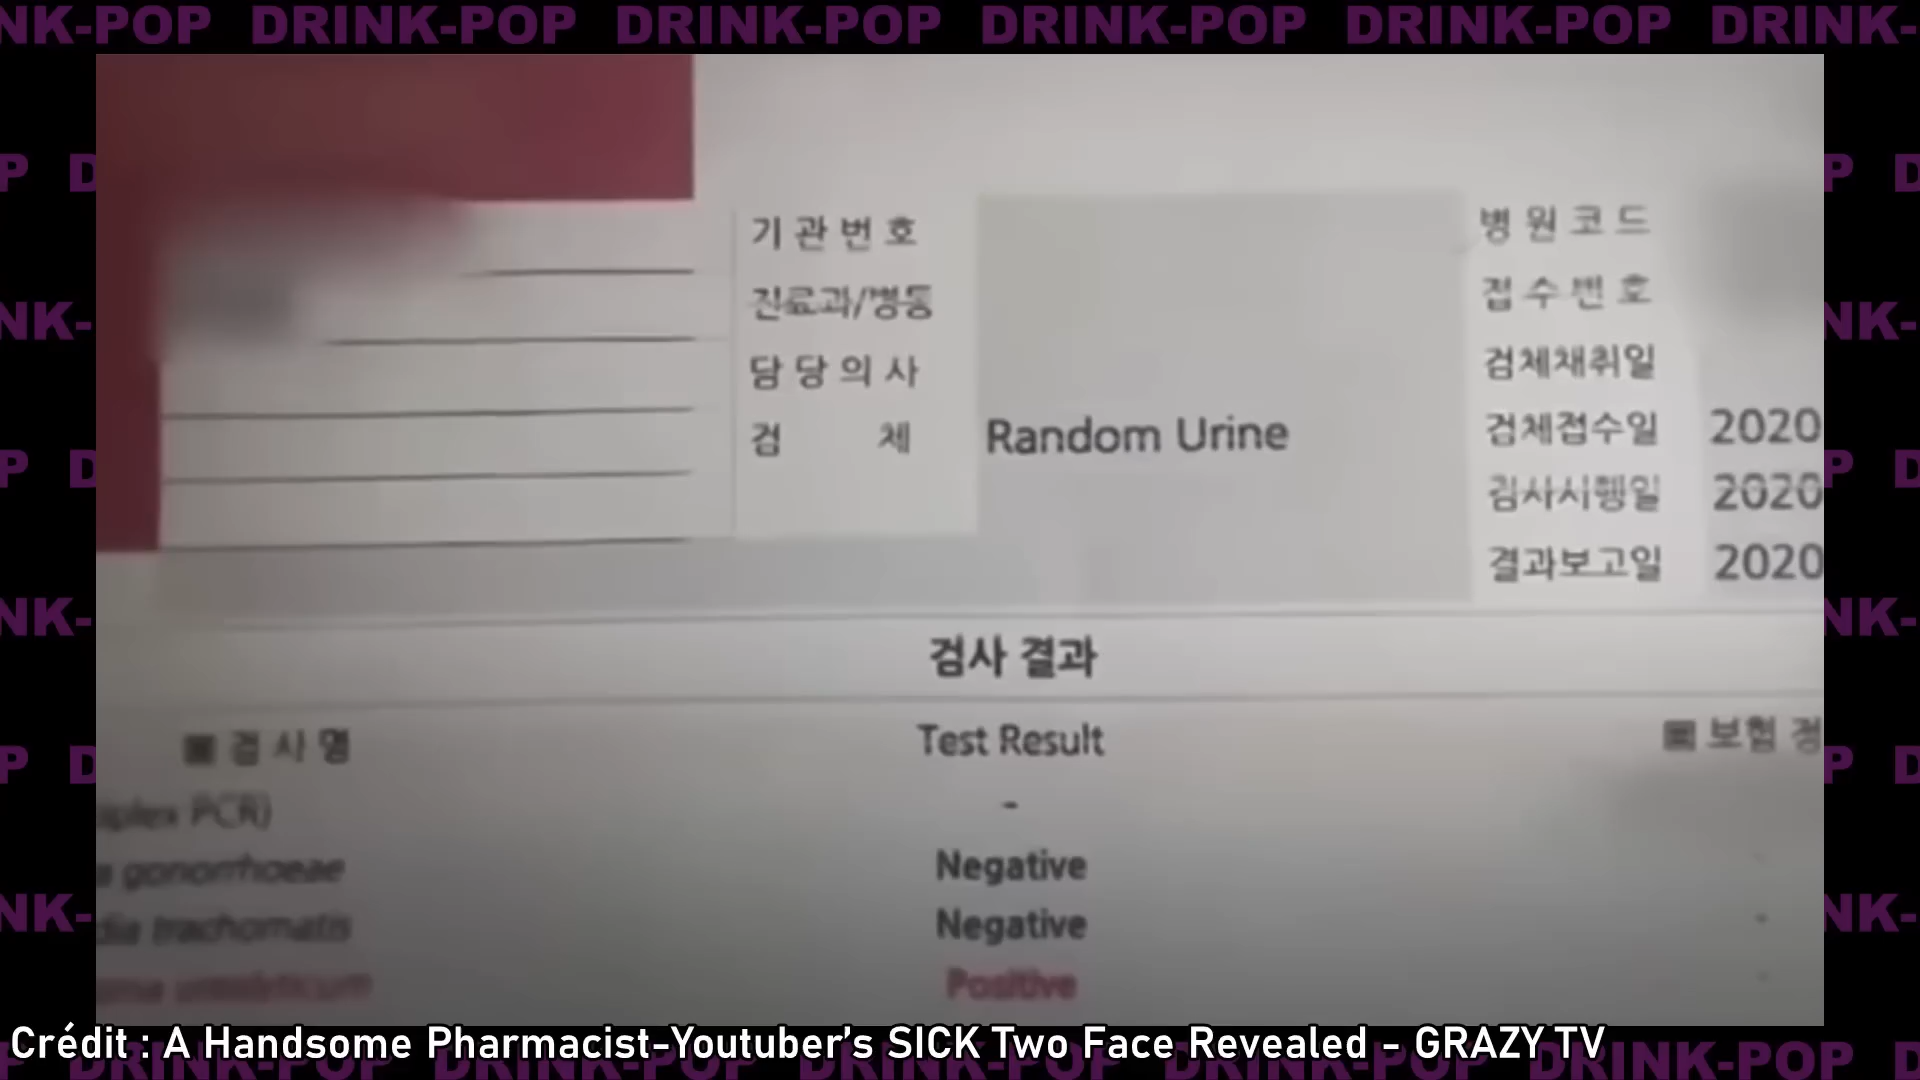 NK-POP DRINK-POP DRINK-POP DRINK-POP DRINK-POP DRINK-
기관번호
병원코드
진료과/병동
접수번호
담당의사
검체채취일
검체 Random Urine
검체접수일 2020
검사시행일 2020
결과보고일 2020
검사 결과
▣ 검사명
Test Result
▣ 보험
PCR)
-
gonorrhoeae
Negative
trachomatis
Negative
-
Positive
Crédit : A Handsome Pharmacist-Youtuber's SICK Two Face Revealed - GRAZY TV